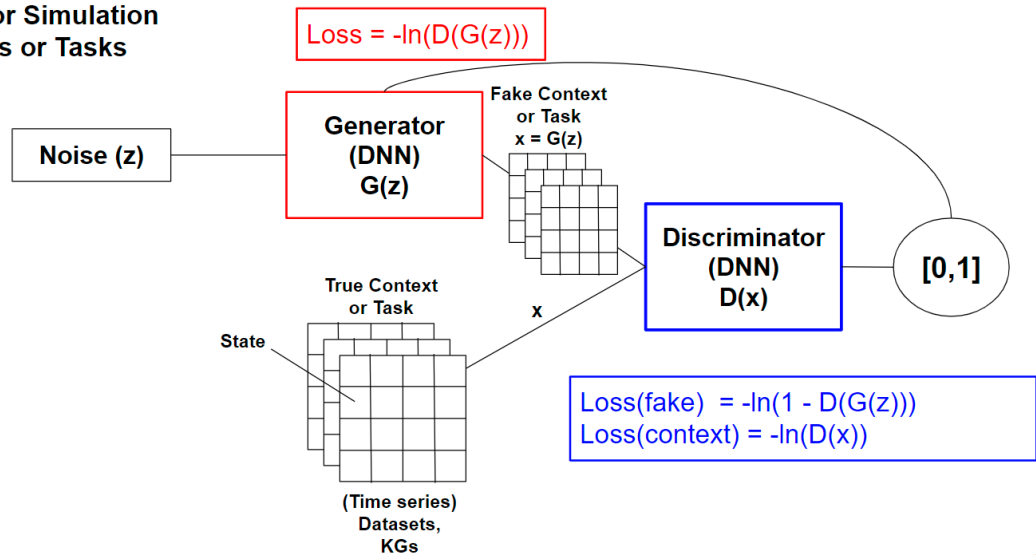 or Simulation
s or Tasks
Loss = -ln(D(G(z)))
Noise (z)
Generator
(DNN)
G(z)
Fake Context
or Task
x = G(z)
Discriminator
(DNN)
D(x)
[0,1]
True Context
or Task
State
x
(Time series)
Datasets,
KGs
Loss(fake)  = -ln(1 - D(G(z)))
Loss(context) = -ln(D(x))